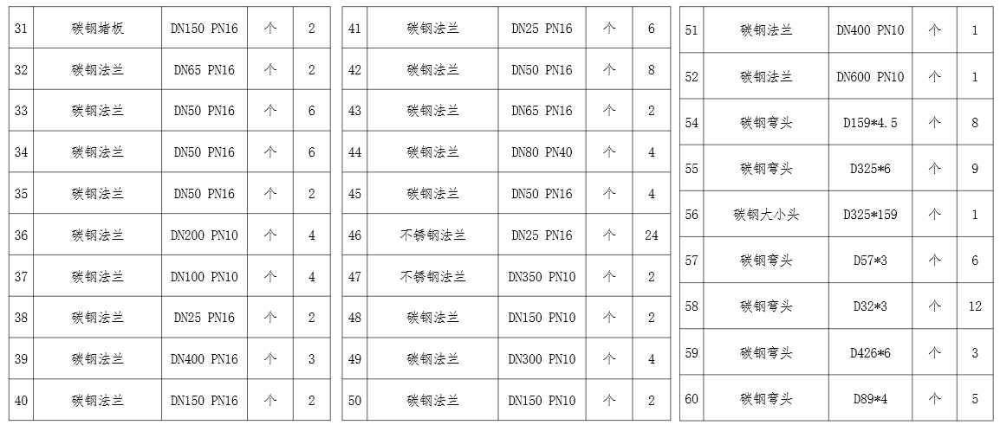 31 碳钢堵板 DN150 PN16 个 2
32 碳钢法兰 DN65 PN16 个 2
33 碳钢法兰 DN50 PN16 个 6
34 碳钢法兰 DN50 PN16 个 6
35 碳钢法兰 DN50 PN16 个 2
36 碳钢法兰 DN200 PN10 个 4
37 碳钢法兰 DN100 PN10 个 4
38 碳钢法兰 DN25 PN16 个 2
39 碳钢法兰 DN400 PN16 个 3
40 碳钢法兰 DN150 PN16 个 2
41 碳钢法兰 DN25 PN16 个 6
42 碳钢法兰 DN50 PN16 个 8
43 碳钢法兰 DN65 PN16 个 2
44 碳钢法兰 DN80 PN40 个 4
45 碳钢法兰 DN50 PN16 个 4
46 不锈钢法兰 DN25 PN16 个 24
47 不锈钢法兰 DN350 PN10 个 2
48 碳钢法兰 DN150 PN10 个 2
49 碳钢法兰 DN300 PN10 个 4
50 碳钢法兰 DN150 PN10 个 2
51 碳钢法兰 DN400 PN10 个 1
52 碳钢法兰 DN600 PN10 个 1
54 碳钢弯头 D159*4.5 个 8
55 碳钢弯头 D325*6 个 9
56 碳钢大小头 D325*159 个 1
57 碳钢弯头 D57*3 个 6
58 碳钢弯头 D32*3 个 12
59 碳钢弯头 D426*6 个 3
60 碳钢弯头 D89*4 个 5